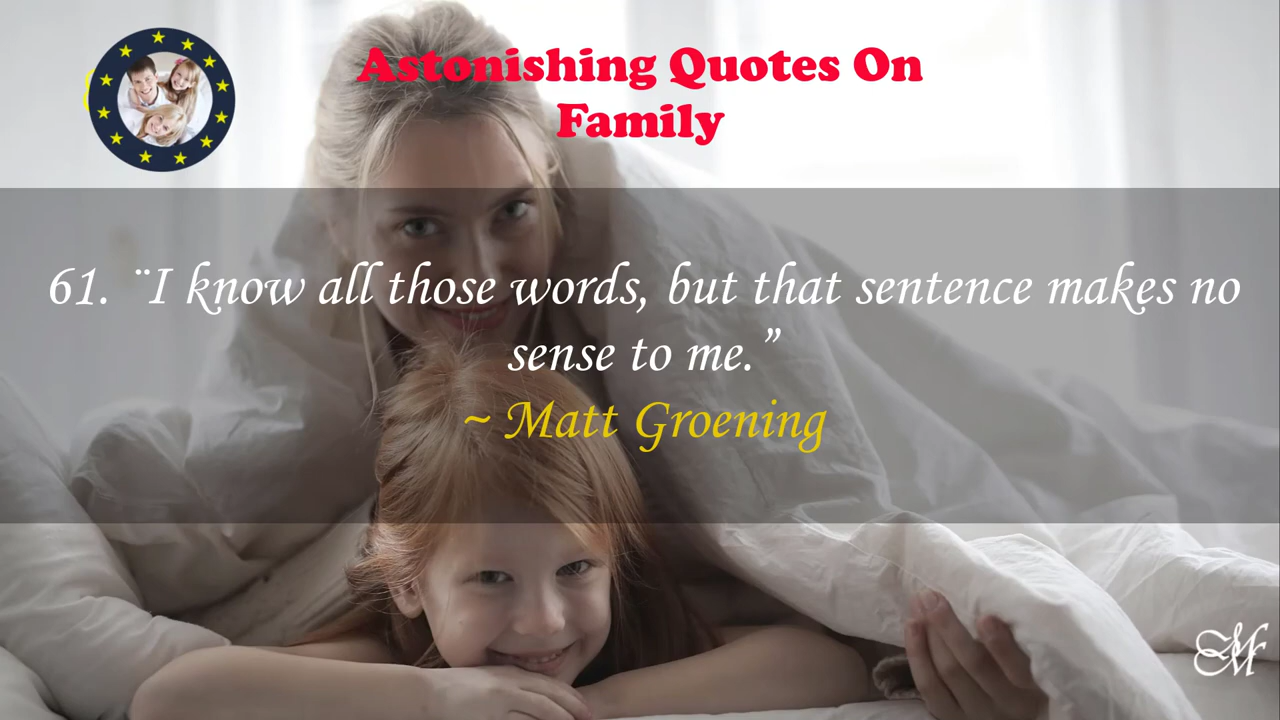 Astonishing Quotes On
Family
61. ¨I know all those words, but that sentence makes no
sense to me.”
~ Matt Groening